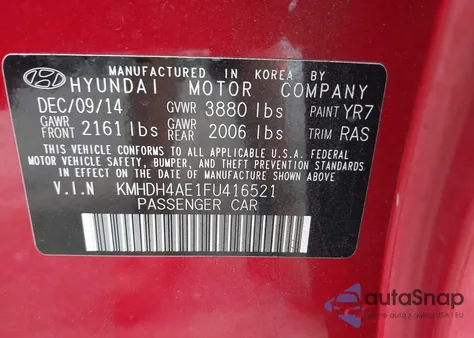 MANUFACTURED IN KOREA BY
HYUNDAI MOTOR COMPANY
DEC/09/14 GVWR 3880 lbs PAINT YR7
GAWR FRONT 2161 lbs GAWR REAR 2006 lbs TRIM RAS
THIS VEHICLE CONFORMS TO ALL APPLICABLE U.S.A. FEDERAL
MOTOR VEHICLE SAFETY, BUMPER, AND THEFT PREVENTION STANDARDS
IN EFFECT ON THE DATE OF MANUFACTURE SHOWN ABOVE.
V.I.N KMHDH4AE1FU416521
PASSENGER CAR
autoSnap